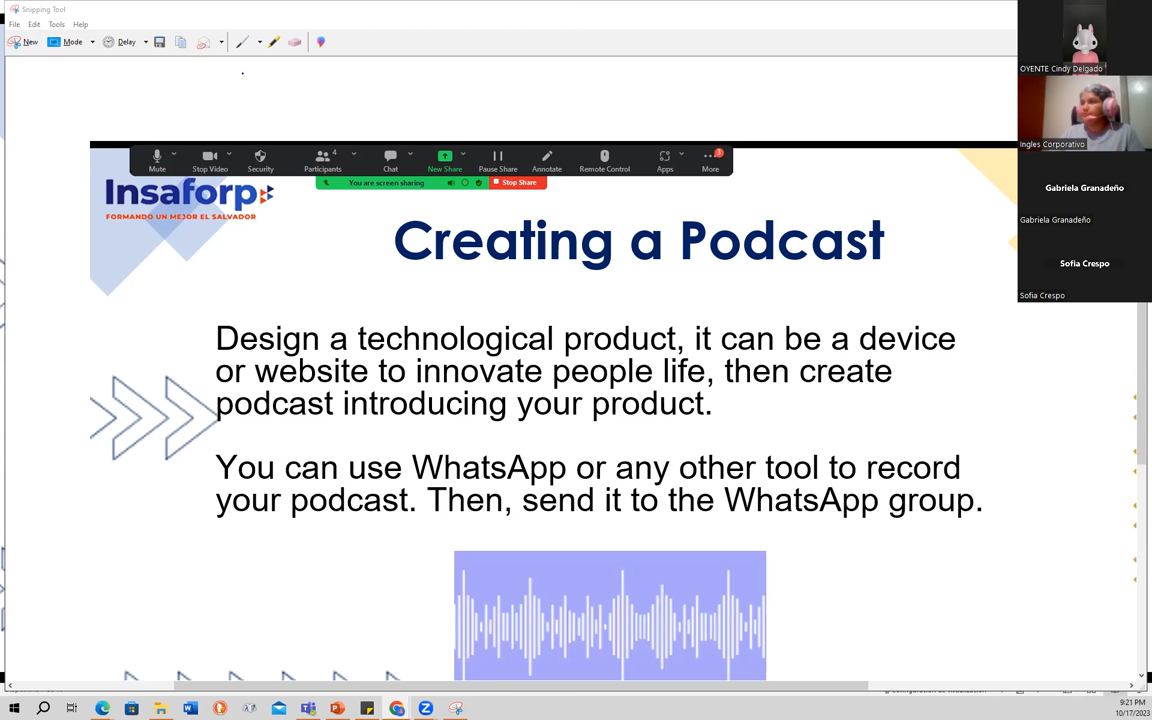 Snipping Tool
File Edit Tools Help
New Mode Delay
OYENTE Cindy Delgado
Ingles Corporativo
Gabriela Granadeño
Gabriela Granadeño
Sofia Crespo
Sofia Crespo
4
3
Mute Stop Video Security Participants Chat New Share Pause Share Annotate Remote Control Apps More
You are screen sharing Stop Share
Insaforp
FORMANDO UN MEJOR EL SALVADOR
Creating a Podcast
Design a technological product, it can be a device
or website to innovate people life, then create
podcast introducing your product.
You can use WhatsApp or any other tool to record
your podcast. Then, send it to the WhatsApp group.
9:21 PM
10/17/2023